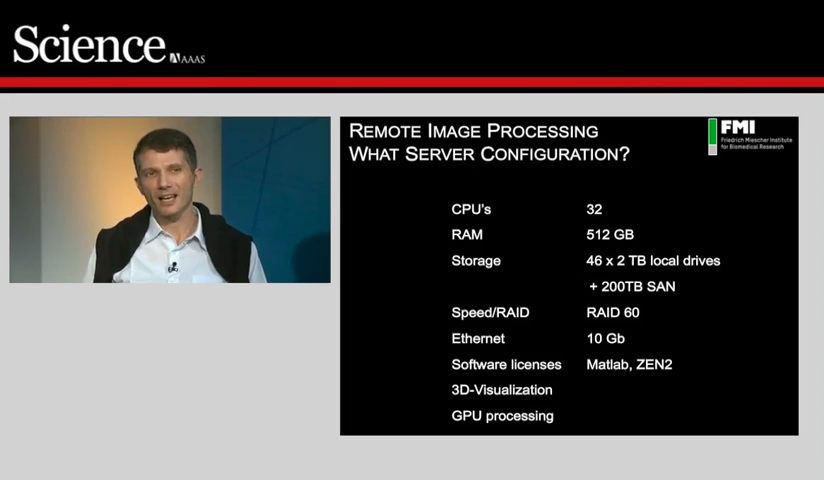 Science
AAAS
REMOTE IMAGE PROCESSING
WHAT SERVER CONFIGURATION?
FMI
Friedrich Miescher Institute
for Biomedical Research
CPU's 32
RAM 512 GB
Storage 46 x 2 TB local drives
+ 200TB SAN
Speed/RAID RAID 60
Ethernet 10 Gb
Software licenses Matlab, ZEN2
3D-Visualization
GPU processing